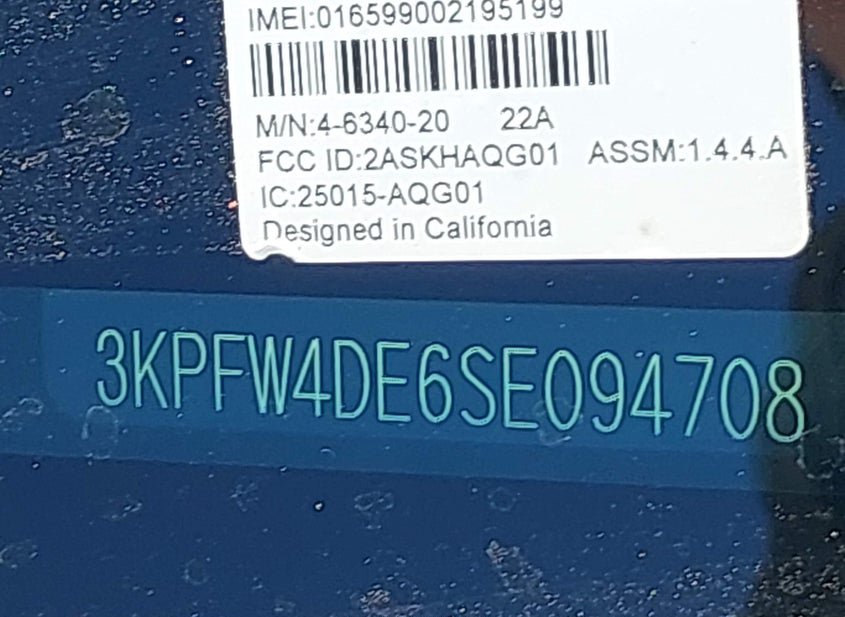 IMEI:016599002195199
M/N:4-6340-20 22A
FCC ID:2ASKHAQG01 ASSM:1.4.4.A
IC:25015-AQG01
Designed in California
3KPFW4DE6SE094708